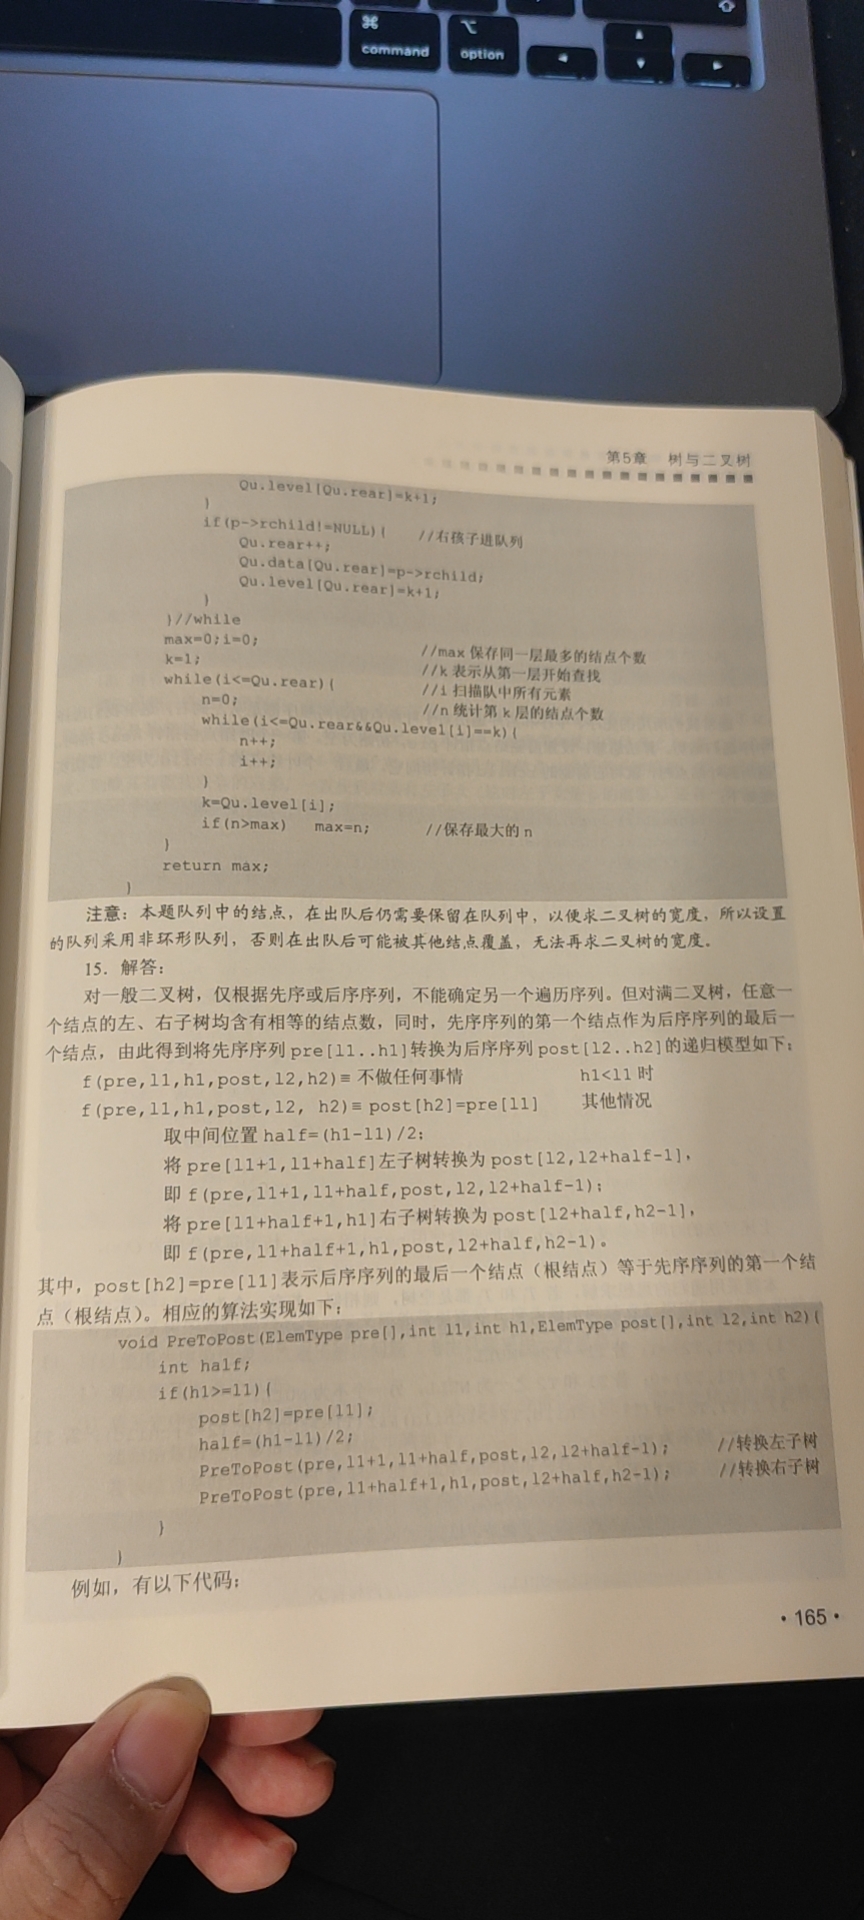 ⌘
command
⌥
option
第5章 树与二叉树
Qu.level[Qu.rear]=k+1;
}
if(p->rchild!=NULL){ //右孩子进队列
Qu.rear++;
Qu.data[Qu.rear]=p->rchild;
Qu.level[Qu.rear]=k+1;
}
}//while
max=0;i=0; //max 保存同一层最多的结点个数
k=1; //k 表示从第一层开始查找
while(i<=Qu.rear){ //i 扫描队中所有元素
n=0; //n 统计第 k 层的结点个数
while(i<=Qu.rear&&Qu.level[i]==k){
n++;
i++;
}
k=Qu.level[i];
if(n>max) max=n; //保存最大的 n
}
return max;
}
注意：本题队列中的结点，在出队后仍需要保留在队列中，以便求二叉树的宽度，所以设置
的队列采用非环形队列，否则在出队后可能被其他结点覆盖，无法再求二叉树的宽度。
15．解答：
对一般二叉树，仅根据先序或后序序列，不能确定另一个遍历序列。但对满二叉树，任意一
个结点的左、右子树均含有相等的结点数，同时，先序序列的第一个结点作为后序序列的最后一
个结点，由此得到将先序序列 pre[l1..h1]转换为后序序列 post[l2..h2]的递归模型如下：
f(pre,l1,h1,post,l2,h2)≡ 不做任何事情 h1<l1 时
f(pre,l1,h1,post,l2, h2)≡ post[h2]=pre[l1] 其他情况
取中间位置 half=(h1-l1)/2；
将 pre[l1+1,l1+half]左子树转换为 post[l2,l2+half-1]，
即 f(pre,l1+1,l1+half,post,l2,l2+half-1)；
将 pre[l1+half+1,h1]右子树转换为 post[l2+half,h2-1]，
即 f(pre,l1+half+1,h1,post,l2+half,h2-1)。
其中，post[h2]=pre[l1]表示后序序列的最后一个结点（根结点）等于先序序列的第一个结
点（根结点）。相应的算法实现如下：
void PreToPost(ElemType pre[],int l1,int h1,ElemType post[],int l2,int h2){
int half;
if(h1>=l1){
post[h2]=pre[l1];
half=(h1-l1)/2;
PreToPost(pre,l1+1,l1+half,post,l2,l2+half-1); //转换左子树
PreToPost(pre,l1+half+1,h1,post,l2+half,h2-1); //转换右子树
}
}
例如，有以下代码：
·165·